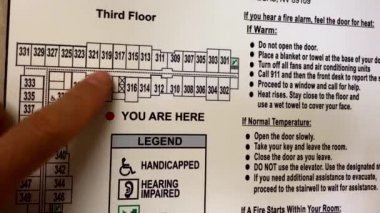 Third Floor
331 329 327 325 323 321 319 317 315 313 311 309 307 305 303 301
316 314 312 308 306 304 302
333
335
337
339
341
343
345
347
349
350
348
346
YOU ARE HERE
LEGEND
HANDICAPPED
HEARING
IMPAIRED
If you hear a fire alarm, feel the door for heat:
If Warm:
• Do not open the door.
• Place a blanket or towel at the base of your door.
• Turn off fans and air conditioning units
• Call 911 and then the front desk to report the
• Proceed to a window and call for help.
• Heat rises. Stay close to the floor and
use a wet towel to cover your face.
If Normal Temperature:
• Open the door slowly.
• Take your key and leave the room.
• Close the door as you leave.
• DO NOT use the elevator. Use the designated
• If you need additional assistance to evacuate,
proceed to the stairwell to wait for assistance.
If A Fire Starts Within Your Room: